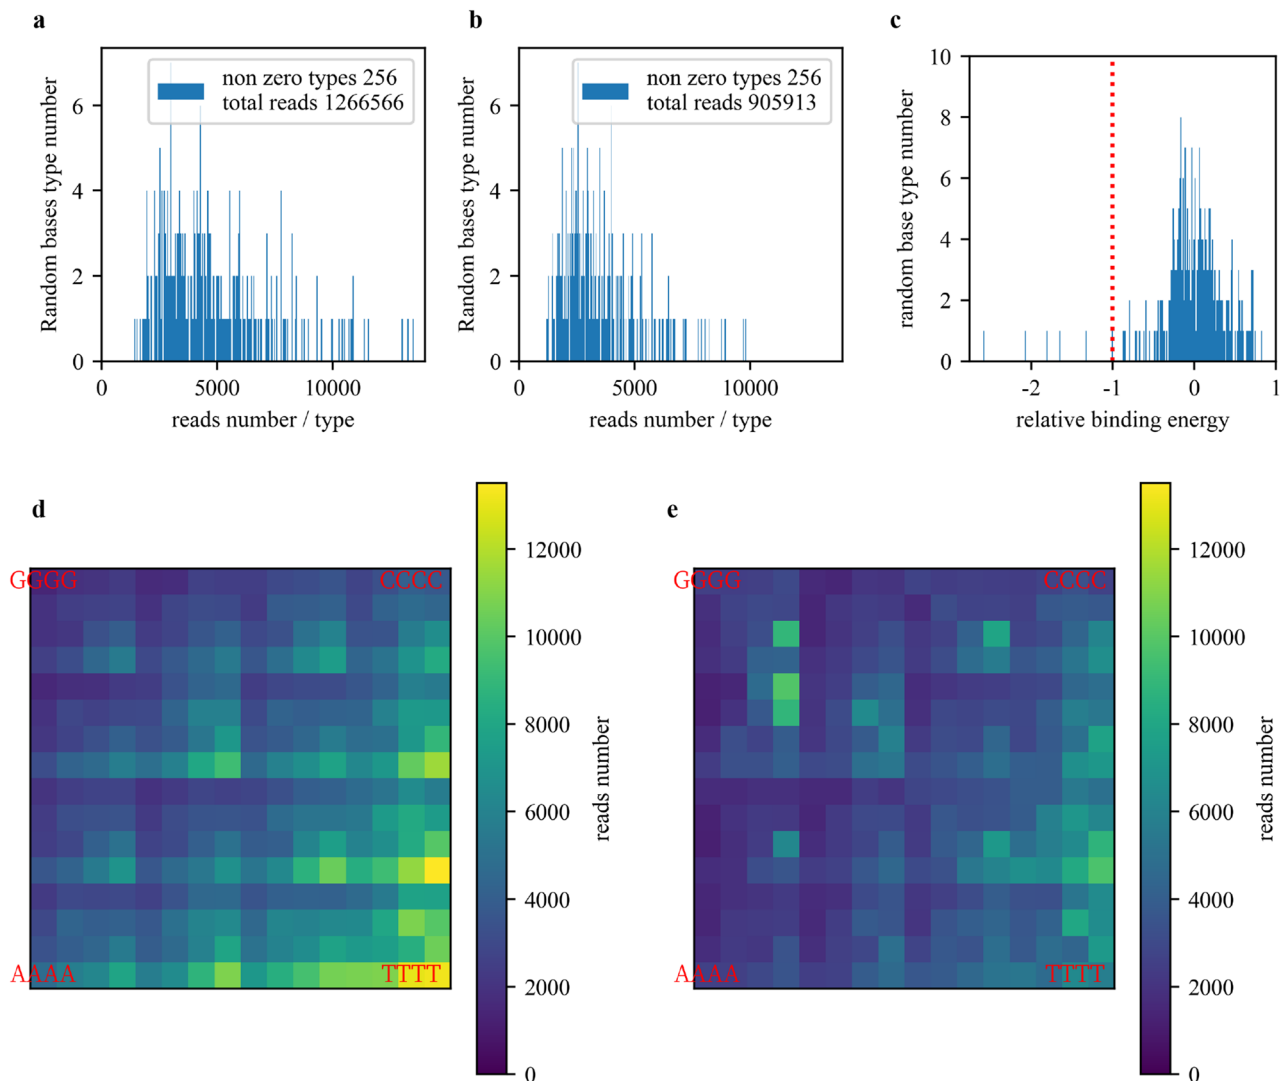 a
b
c
Random bases type number
6
4
2
0
non zero types 256
total reads 1266566
0
5000
10000
reads number / type
Random bases type number
6
4
2
0
non zero types 256
total reads 905913
0
5000
10000
reads number / type
random base type number
10
8
6
4
2
0
-2
-1
0
1
relative binding energy
d
GGGG
CCCC
AAAA
TTTT
12000
10000
8000
6000
4000
2000
0
reads number
e
GGGG
CCCC
AAAA
TTTT
12000
10000
8000
6000
4000
2000
0
reads number